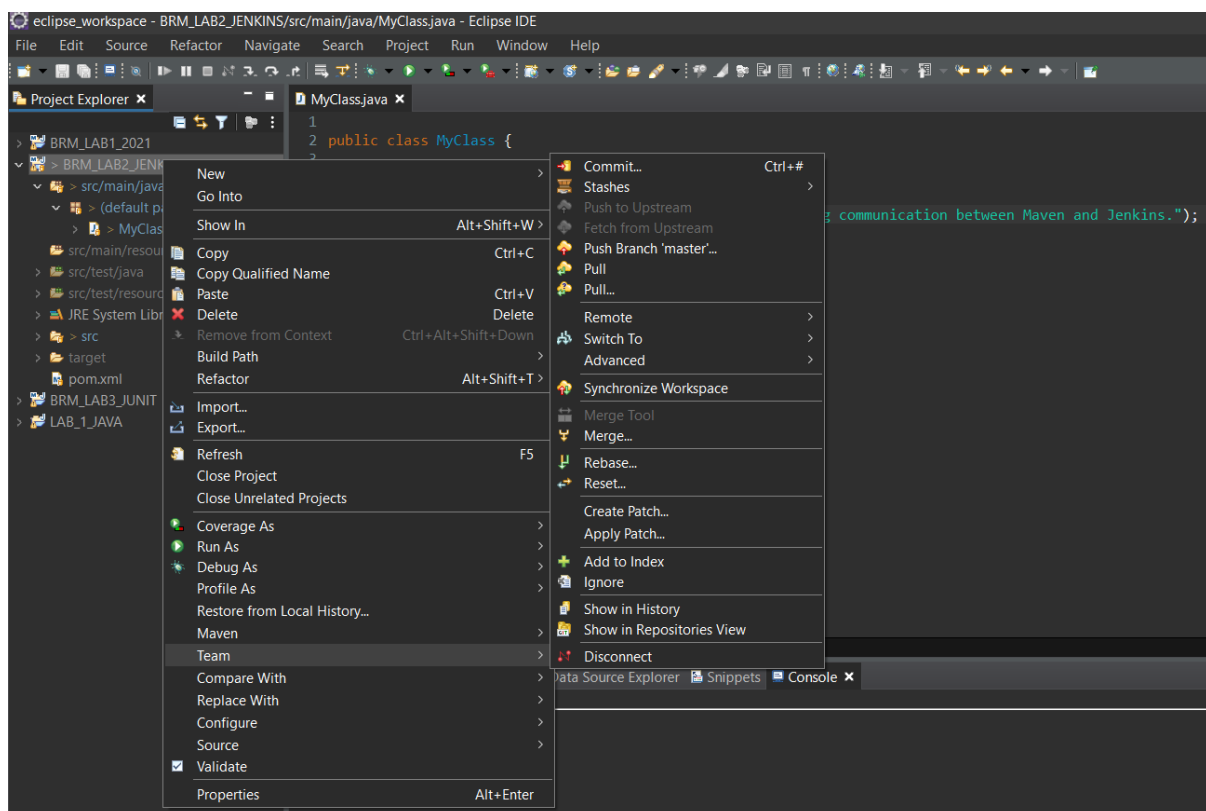 eclipse_workspace - BRM_LAB2_JENKINS/src/main/java/MyClass.java - Eclipse IDE
File Edit Source Refactor Navigate Search Project Run Window Help
Project Explorer
BRM_LAB1_2021
> BRM_LAB2_JENK
> src/main/java
> (default pa
> MyClas
src/main/resou
src/test/java
src/test/resourc
JRE System Libr
> src
target
pom.xml
BRM_LAB3_JUNIT
LAB_1_JAVA
MyClass.java
1
2 public class MyClass {
g communication between Maven and Jenkins.");
New
Go Into
Show In Alt+Shift+W
Copy Ctrl+C
Copy Qualified Name
Paste Ctrl+V
Delete Delete
Remove from Context Ctrl+Alt+Shift+Down
Build Path
Refactor Alt+Shift+T
Import...
Export...
Refresh F5
Close Project
Close Unrelated Projects
Coverage As
Run As
Debug As
Profile As
Restore from Local History...
Maven
Team
Compare With
Replace With
Configure
Source
Validate
Properties Alt+Enter
Commit... Ctrl+#
Stashes
Push to Upstream
Fetch from Upstream
Push Branch 'master'...
Pull
Pull...
Remote
Switch To
Advanced
Synchronize Workspace
Merge Tool
Merge...
Rebase...
Reset...
Create Patch...
Apply Patch...
Add to Index
Ignore
Show in History
Show in Repositories View
Disconnect
Data Source Explorer Snippets Console